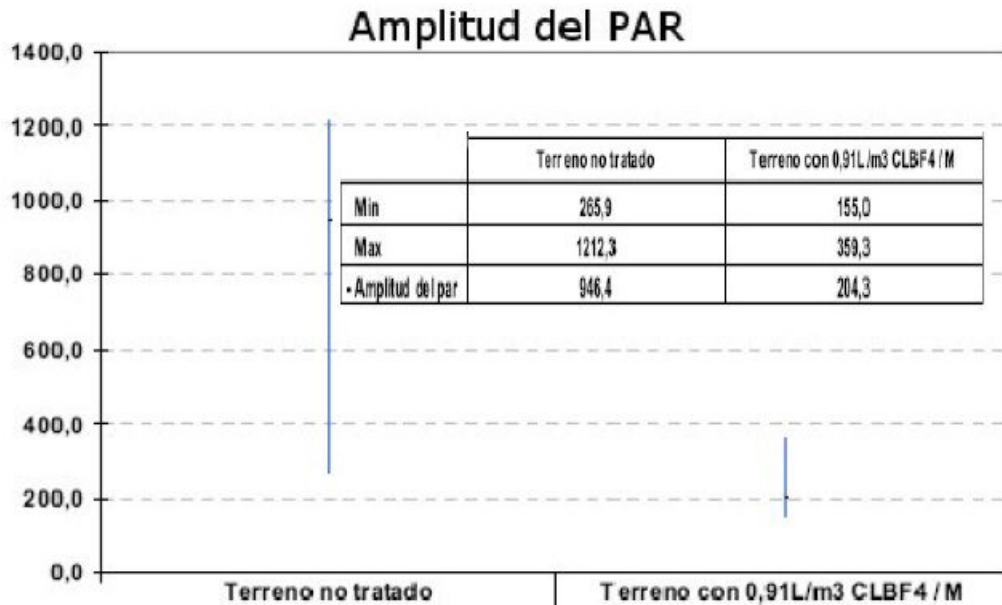 Amplitud del PAR
1400,0
1200,0
1000,0
800,0
600,0
400,0
200,0
0,0
Terreno no tratado Terreno con 0,91L/m3 CLBF4 / M
Min 265,9 155,0
Max 1212,3 359,3
- Amplitud del par 946,4 204,3
Terreno no tratado Terreno con 0,91L/m3 CLBF4 / M